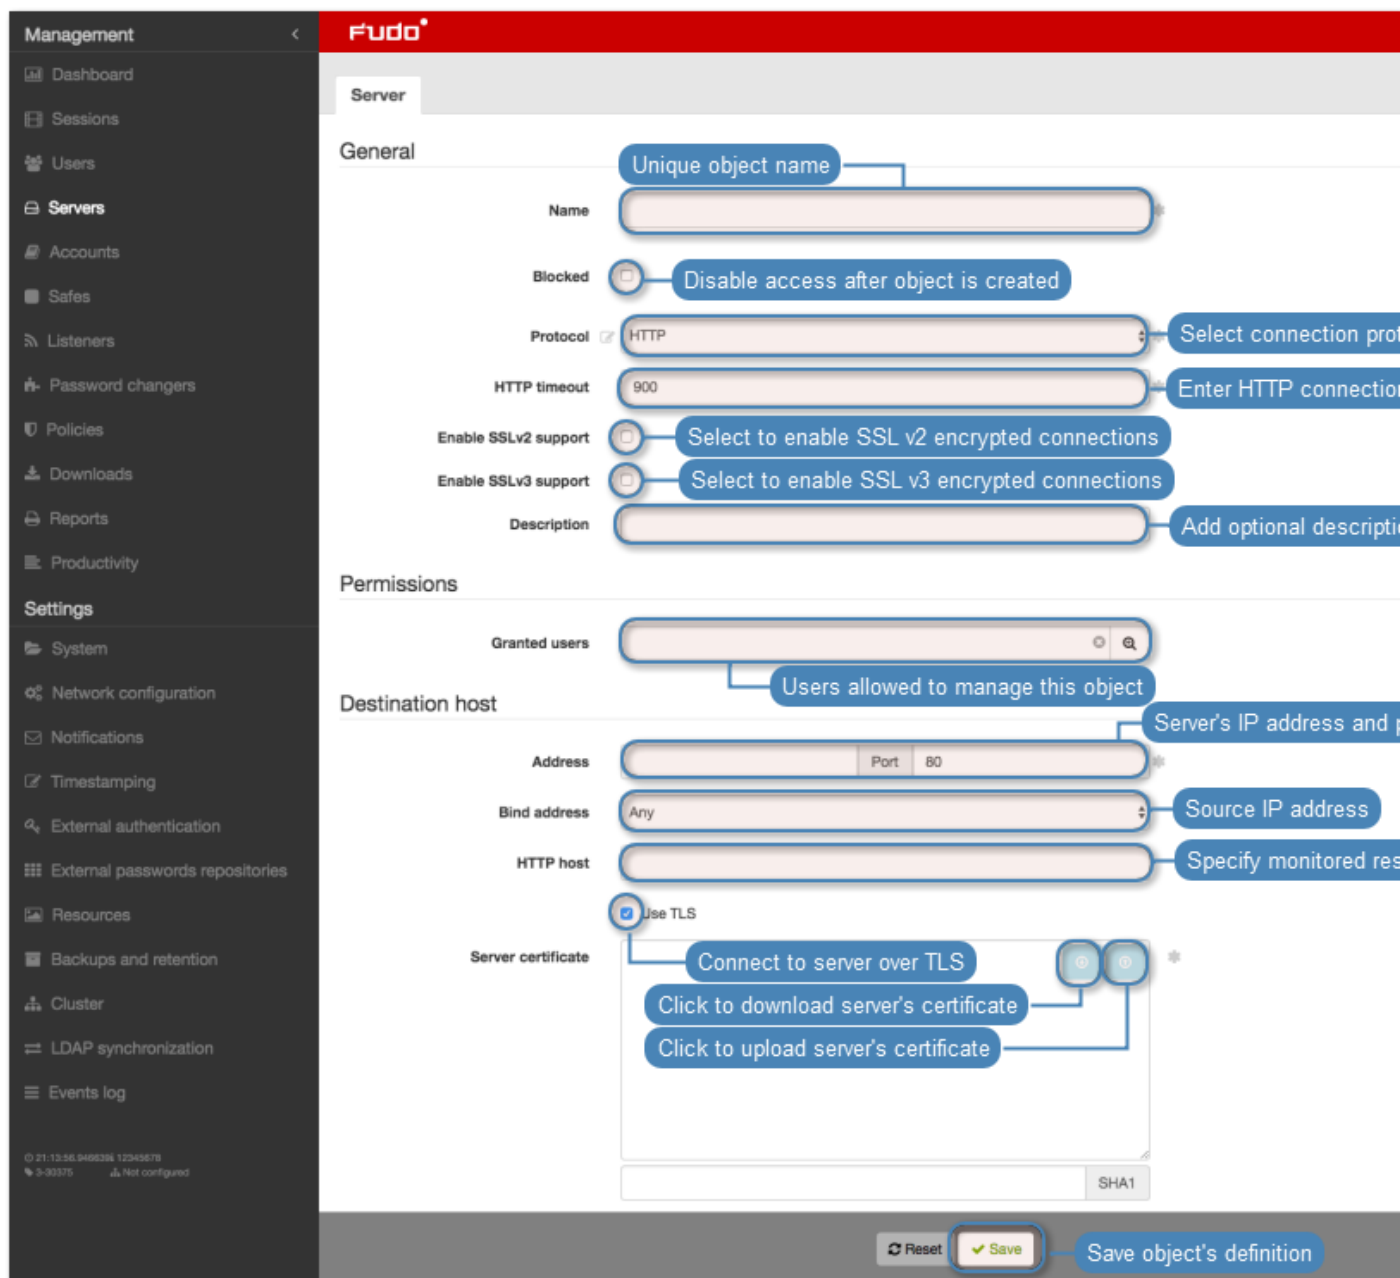 Management
Dashboard
Sessions
Users
Servers
Accounts
Safes
Listeners
Password changers
Policies
Downloads
Reports
Productivity
Settings
System
Network configuration
Notifications
Timestamping
External authentication
External passwords repositories
Resources
Backups and retention
Cluster
LDAP synchronization
Events log
3-30375 Not configured
Fudo
Server
General
Unique object name
Name
Blocked
Disable access after object is created
Protocol HTTP
Select connection
HTTP timeout 900
Enter HTTP
Enable SSLv2 support
Select to enable SSL v2 encrypted connections
Enable SSLv3 support
Select to enable SSL v3 encrypted connections
Description
Add optional
Permissions
Granted users
Users allowed to manage this object
Destination host
Server's IP address and
Address Port 80
Bind address Any
Source IP address
HTTP host
Specify monitored
Use TLS
Server certificate
Connect to server over TLS
Click to download server's certificate
Click to upload server's certificate
SHA1
Reset
Save
Save object's definition